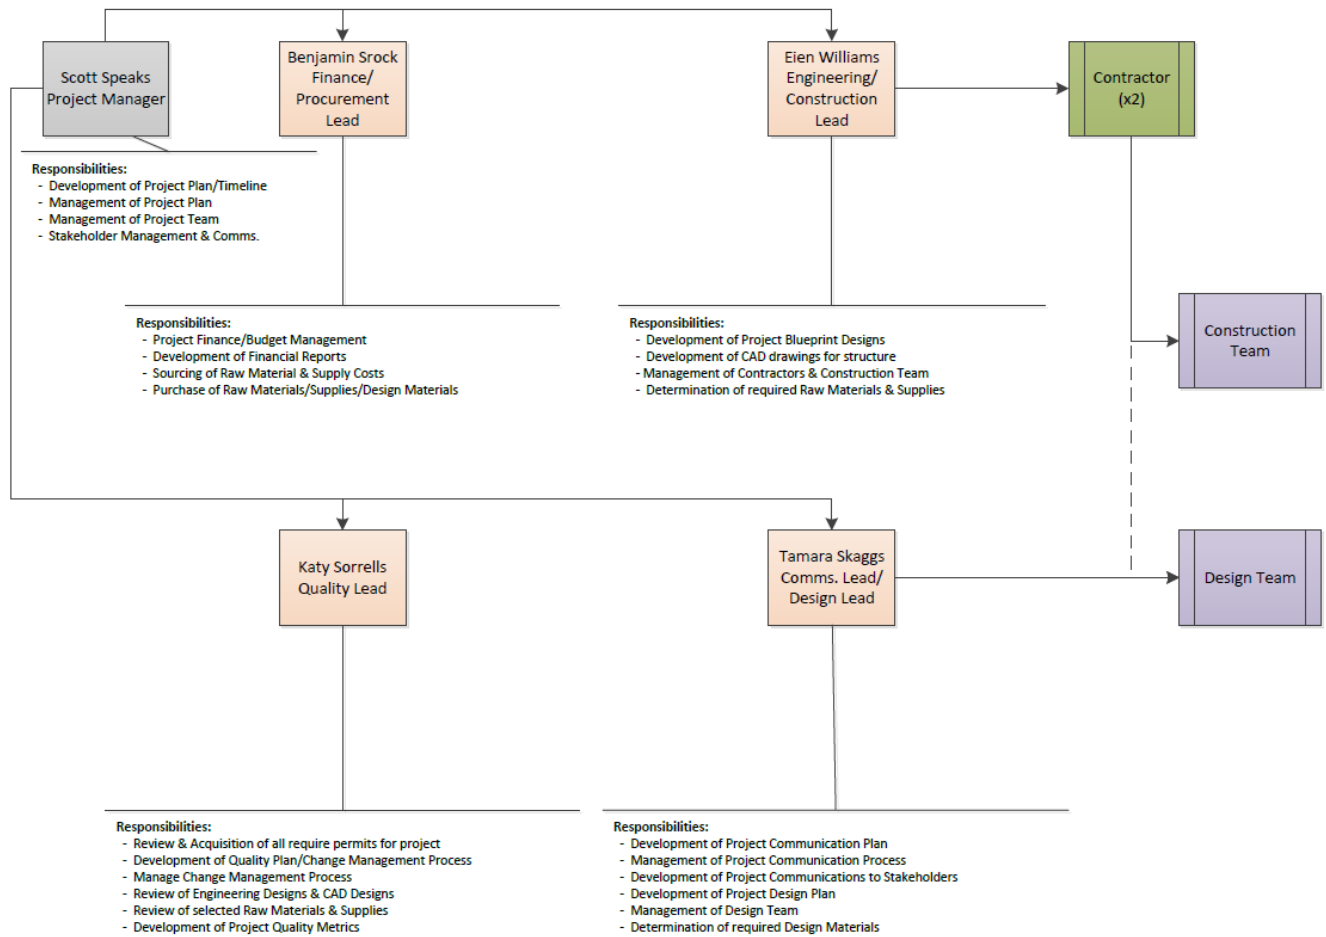 Scott Speaks
Project Manager
Benjamin Srock
Finance/
Procurement
Lead
Eien Williams
Engineering/
Construction
Lead
Contractor
(x2)
Responsibilities:
- Development of Project Plan/Timeline
- Management of Project Plan
- Management of Project Team
- Stakeholder Management & Comms.
Responsibilities:
- Project Finance/Budget Management
- Development of Financial Reports
- Sourcing of Raw Material & Supply Costs
- Purchase of Raw Materials/Supplies/Design Materials
Responsibilities:
- Development of Project Blueprint Designs
- Development of CAD drawings for structure
- Management of Contractors & Construction Team
- Determination of required Raw Materials & Supplies
Construction
Team
Katy Sorrells
Quality Lead
Tamara Skaggs
Comms. Lead/
Design Lead
Design Team
Responsibilities:
- Review & Acquisition of all require permits for project
- Development of Quality Plan/Change Management Process
- Manage Change Management Process
- Review of Engineering Designs & CAD Designs
- Review of selected Raw Materials & Supplies
- Development of Project Quality Metrics
Responsibilities:
- Development of Project Communication Plan
- Management of Project Communication Process
- Development of Project Communications to Stakeholders
- Development of Project Design Plan
- Management of Design Team
- Determination of required Design Materials